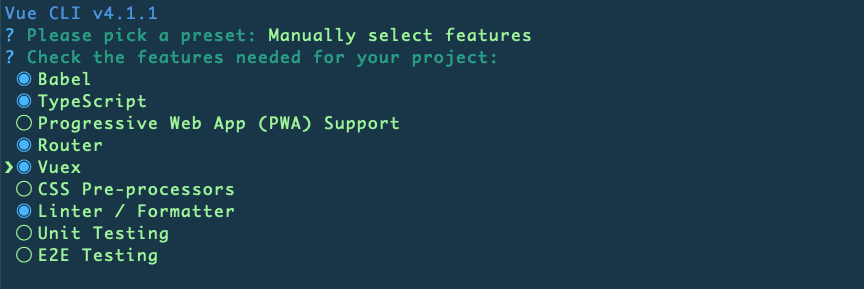 Vue CLI v4.1.1
? Please pick a preset: Manually select features
? Check the features needed for your project:
◉ Babel
◉ TypeScript
◯ Progressive Web App (PWA) Support
◉ Router
❯◉ Vuex
◯ CSS Pre-processors
◉ Linter / Formatter
◯ Unit Testing
◯ E2E Testing